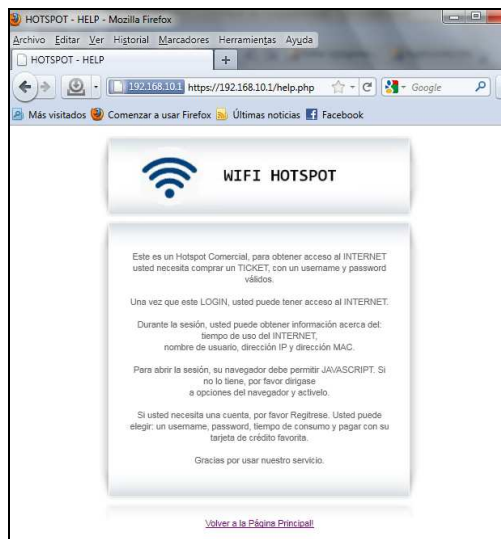 HOTSPOT - HELP - Mozilla Firefox
Archivo Editar Ver Historial Marcadores Herramientas Ayuda
HOTSPOT - HELP +
192.168.10.1 https://192.168.10.1/help.php Google
Más visitados Comenzar a usar Firefox Últimas noticias Facebook
WIFI HOTSPOT
Este es un Hotspot Comercial, para obtener acceso al INTERNET
usted necesita comprar un TICKET, con un username y password
válidos.
Una vez que este LOGIN, usted puede tener acceso al INTERNET.
Durante la sesión, usted puede obtener información acerca del:
tiempo de uso del INTERNET,
nombre de usuario, dirección IP y dirección MAC.
Para abrir la sesión, su navegador debe permitir JAVASCRIPT. Si
no lo tiene, por favor dirigase
a opciones del navegador y activelo.
Si usted necesita una cuenta, por favor Regitrese. Usted puede
elegir: un username, password, tiempo de consumo y pagar con su
tarjeta de crédito favorita.
Gracias por usar nuestro servicio.
Volver a la Página Principal!